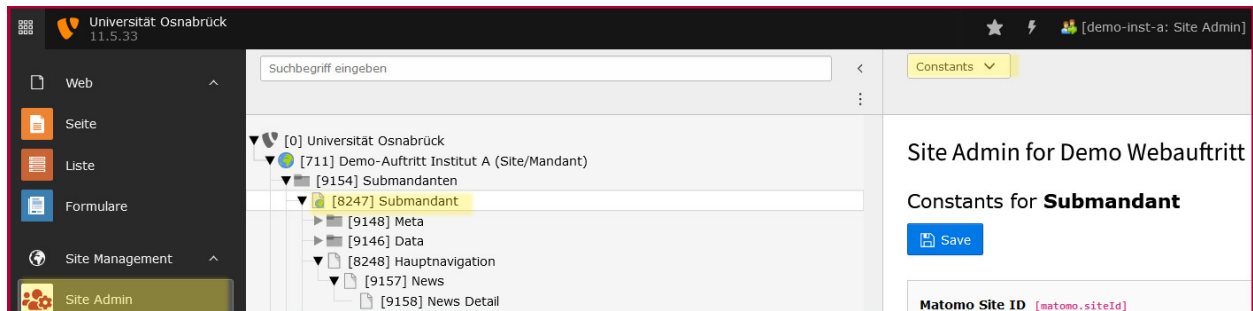 Universität Osnabrück
11.5.33
[demo-inst-a: Site Admin]
Web
Seite
Liste
Formulare
Site Management
Site Admin
Suchbegriff eingeben
[0] Universität Osnabrück
[711] Demo-Auftritt Institut A (Site/Mandant)
[9154] Submandanten
[8247] Submandant
[9148] Meta
[9146] Data
[8248] Hauptnavigation
[9157] News
[9158] News Detail
Constants
Site Admin for Demo Webauftritt
Constants for Submandant
Save
Matomo Site ID [matomo.siteId]